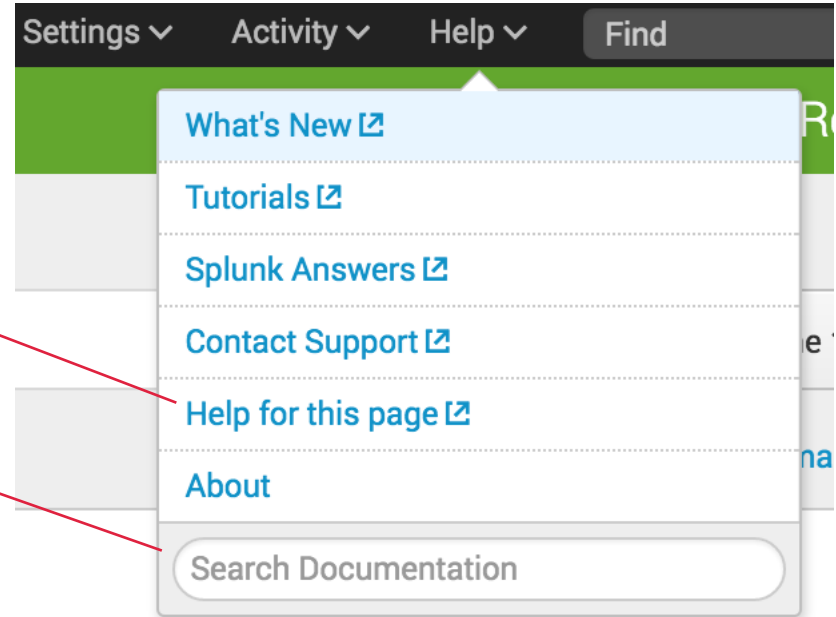 Settings Activity Help Find
What's New
Tutorials
Splunk Answers
Contact Support
Help for this page
About
Search Documentation